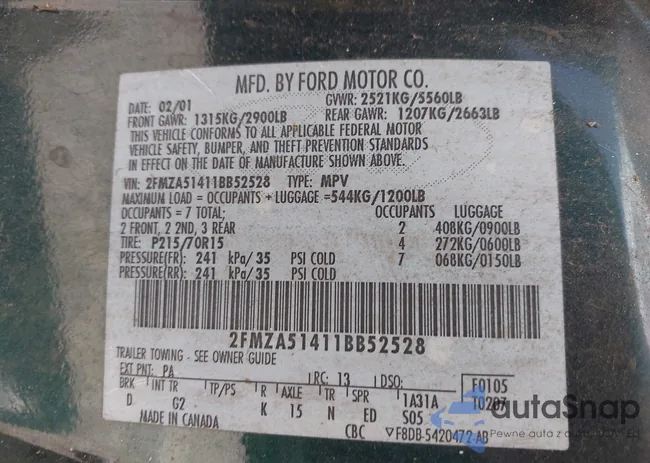 MFD. BY FORD MOTOR CO.
DATE: 02/01 GVWR: 2521KG/5560LB
FRONT GAWR: 1315KG/2900LB REAR GAWR: 1207KG/2663LB
THIS VEHICLE CONFORMS TO ALL APPLICABLE FEDERAL MOTOR
VEHICLE SAFETY, BUMPER, AND THEFT PREVENTION STANDARDS
IN EFFECT ON THE DATE OF MANUFACTURE SHOWN ABOVE.
VIN: 2FMZA51411BB52528 TYPE: MPV
MAXIMUM LOAD = OCCUPANTS + LUGGAGE =544KG/1200LB
OCCUPANTS = 7 TOTAL; OCCUPANTS LUGGAGE
2 FRONT, 2 2ND, 3 REAR 2 408KG/0900LB
TIRE: P215/70R15 4 272KG/0600LB
PRESSURE(FR) 241 kPa/35 PSI COLD 7 068KG/0150LB
PRESSURE(RR) 241 kPa/35 PSI COLD
2FMZA51411BB52528
TRAILER TOWING - SEE OWNER GUIDE
EXT PNT: PA RC: 13 DSO: F0105
BRK INT TR TP/PS R AXLE TR SPR 1A31A 10207
D G2 K 15 N ED S05
MADE IN CANADA CBC ▽F8DB-5420472-AB
autaSnap
Pewne auta z aukcji